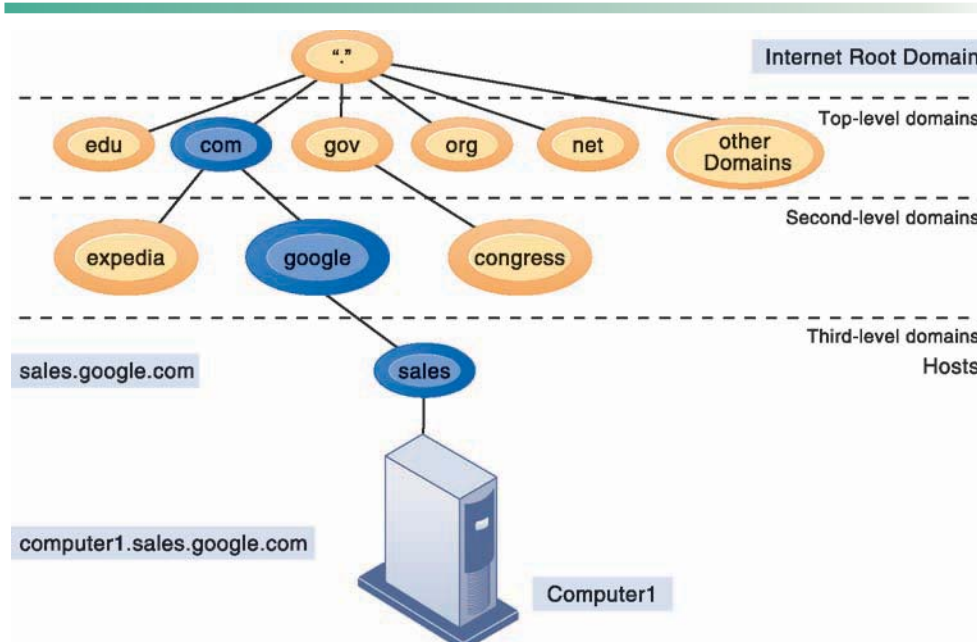 "."
Internet Root Domain
Top-level domains
edu
com
gov
org
net
other
Domains
Second-level domains
expedia
google
congress
Third-level domains
Hosts
sales.google.com
sales
computer1.sales.google.com
Computer1